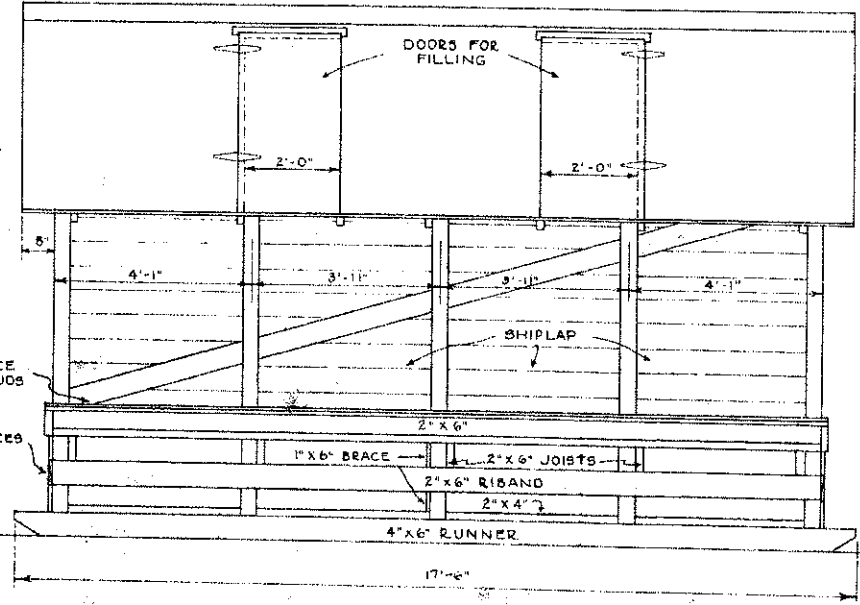 DOORS FOR
FILLING
2'-0"
2'-0"
8"
4'-1"
3'-11"
3'-11"
4'-1"
SHIPLAP
2" X 6"
1" X 6" BRACE
2" X 6" JOISTS
2" X 6" RIBAND
2" X 4"
4" X 6" RUNNER
17'-6"